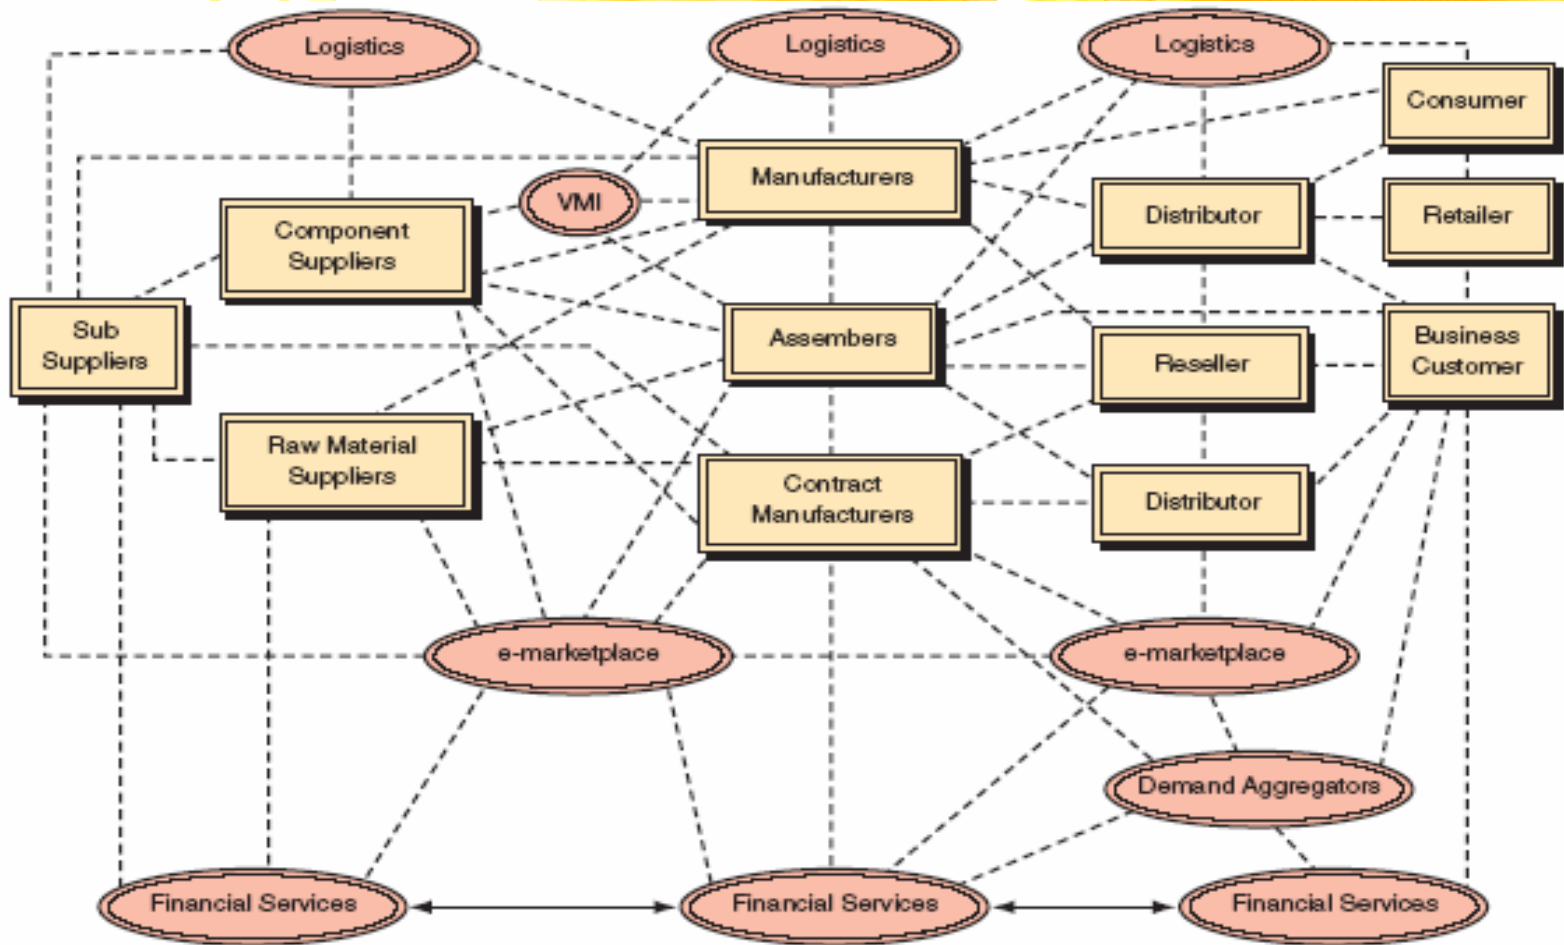 Logistics
Logistics
Logistics
Consumer
Manufacturers
VMI
Component
Suppliers
Distributor
Retailer
Sub
Suppliers
Assembers
Reseller
Business
Customer
Raw Material
Suppliers
Contract
Manufacturers
Distributor
e-marketplace
e-marketplace
Demand Aggregators
Financial Services
Financial Services
Financial Services